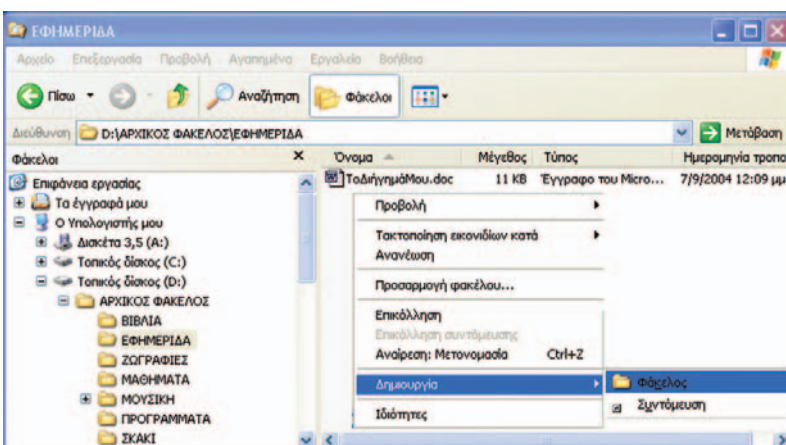 ΕΦΗΜΕΡΙΔΑ
Αρχείο Επεξεργασία Προβολή Αγαπημένα Εργαλεία Βοήθεια
Πίσω Αναζήτηση Φάκελοι
Διεύθυνση D:\ΑΡΧΙΚΟΣ ΦΑΚΕΛΟΣ\ΕΦΗΜΕΡΙΔΑ Μετάβαση
Φάκελοι x
Επιφάνεια εργασίας
Τα έγγραφά μου
Ο Υπολογιστής μου
Δισκέτα 3,5 (A:)
Τοπικός δίσκος (C:)
Τοπικός δίσκος (D:)
ΑΡΧΙΚΟΣ ΦΑΚΕΛΟΣ
ΒΙΒΛΙΑ
ΕΦΗΜΕΡΙΔΑ
ΖΩΓΡΑΦΙΕΣ
ΜΑΘΗΜΑΤΑ
ΜΟΥΣΙΚΗ
ΠΡΟΓΡΑΜΜΑΤΑ
ΣΚΑΚΙ
Όνομα Μέγεθος Τύπος Ημερομηνία τροπο
ΤοΔιήγημάΜου.doc 11 KB Έγγραφο του Micro... 7/9/2004 12:09 μμ
Προβολή
Τακτοποίηση εικονιδίων κατά
Ανανέωση
Προσαρμογή φακέλου...
Επικόλληση
Επικόλληση συντόμευσης
Αναίρεση: Μετονομασία Ctrl+Z
Δημιουργία
Ιδιότητες
Φάκελος
Συντόμευση